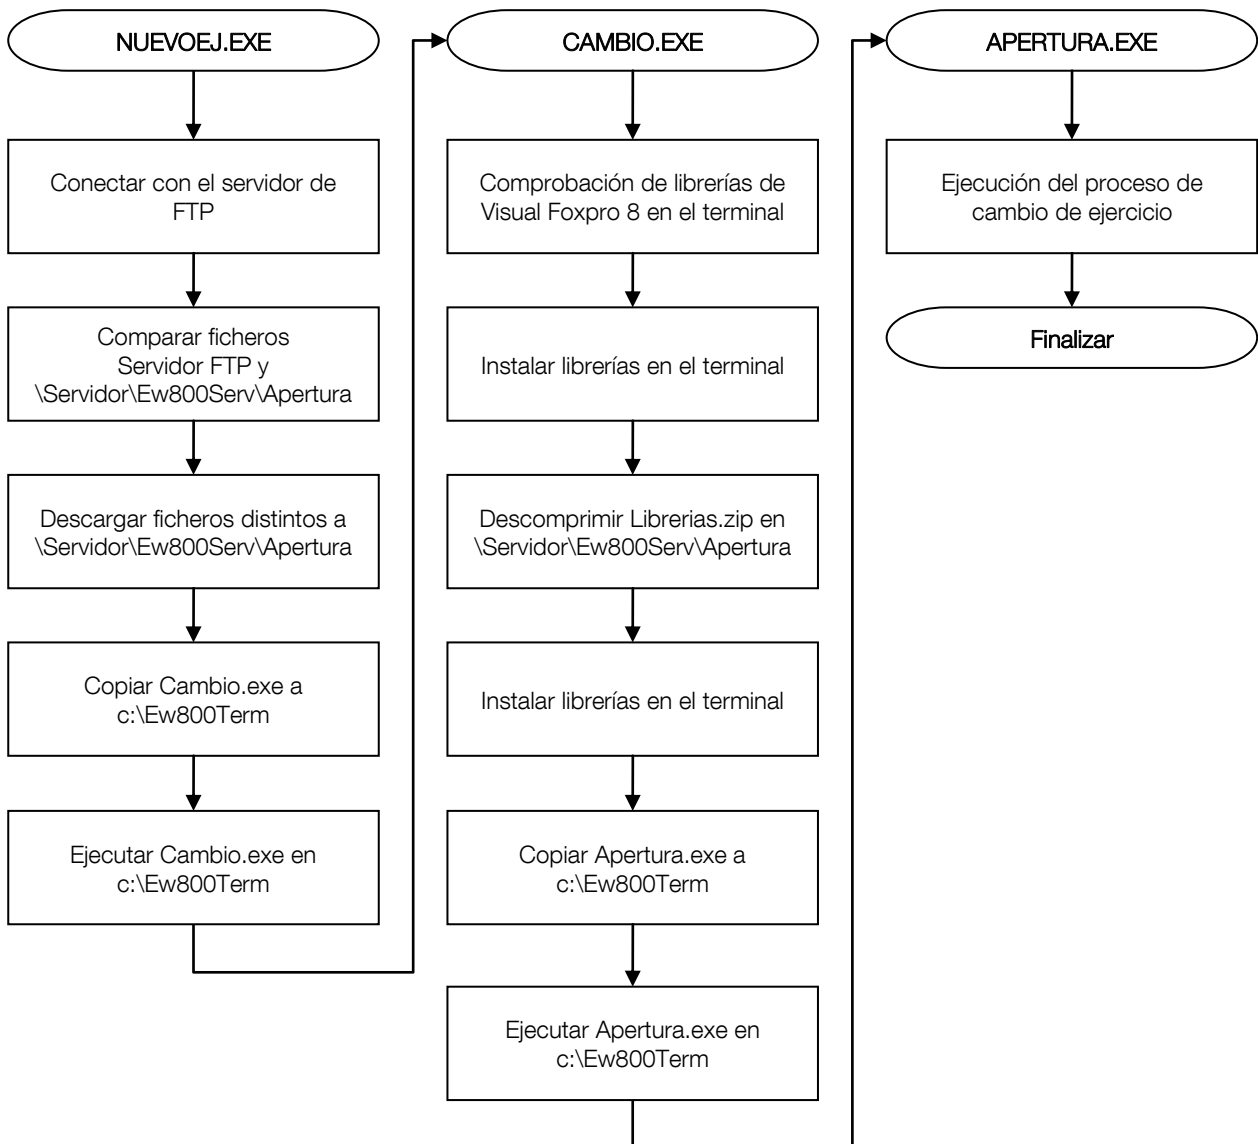 NUEVOEJ.EXE
Conectar con el servidor de
FTP
Comparar ficheros
Servidor FTP y
\Servidor\Ew800Serv\Apertura
Descargar ficheros distintos a
\Servidor\Ew800Serv\Apertura
Copiar Cambio.exe a
c:\Ew800Term
Ejecutar Cambio.exe en
c:\Ew800Term
CAMBIO.EXE
Comprobación de librerías de
Visual Foxpro 8 en el terminal
Instalar librerías en el terminal
Descomprimir Librerias.zip en
\Servidor\Ew800Serv\Apertura
Instalar librerías en el terminal
Copiar Apertura.exe a
c:\Ew800Term
Ejecutar Apertura.exe en
c:\Ew800Term
APERTURA.EXE
Ejecución del proceso de
cambio de ejercicio
Finalizar